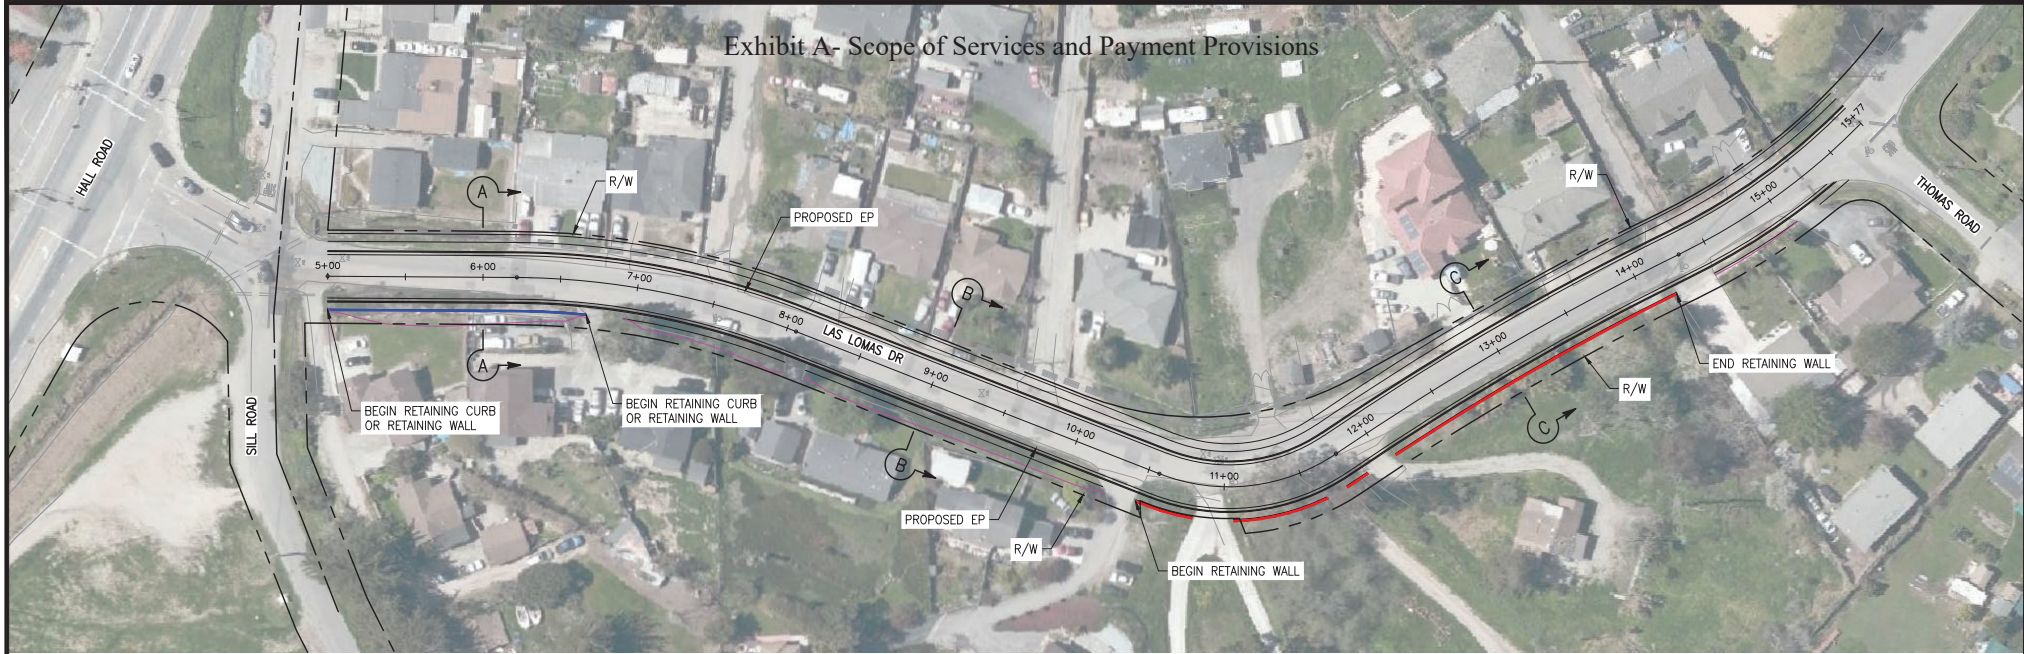 Exhibit A- Scope of Services and Payment Provisions
HALL ROAD
SILL ROAD
A
R/W
PROPOSED EP
B
C
R/W
15+77
THOMAS ROAD
5+00
6+00
7+00
8+00
LAS LOMAS DR
9+00
10+00
11+00
12+00
13+00
14+00
15+00
A
BEGIN RETAINING CURB
OR RETAINING WALL
BEGIN RETAINING CURB
OR RETAINING WALL
B
PROPOSED EP
R/W
BEGIN RETAINING WALL
C
R/W
END RETAINING WALL